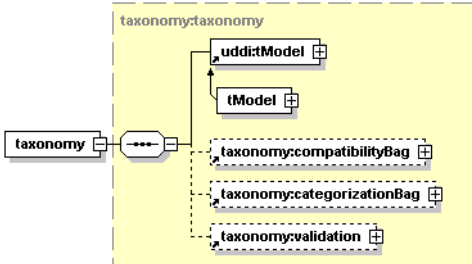 taxonomy:taxonomy
uddi:tModel
tModel
taxonomy
taxonomy:compatibilityBag
taxonomy:categorizationBag
taxonomy:validation